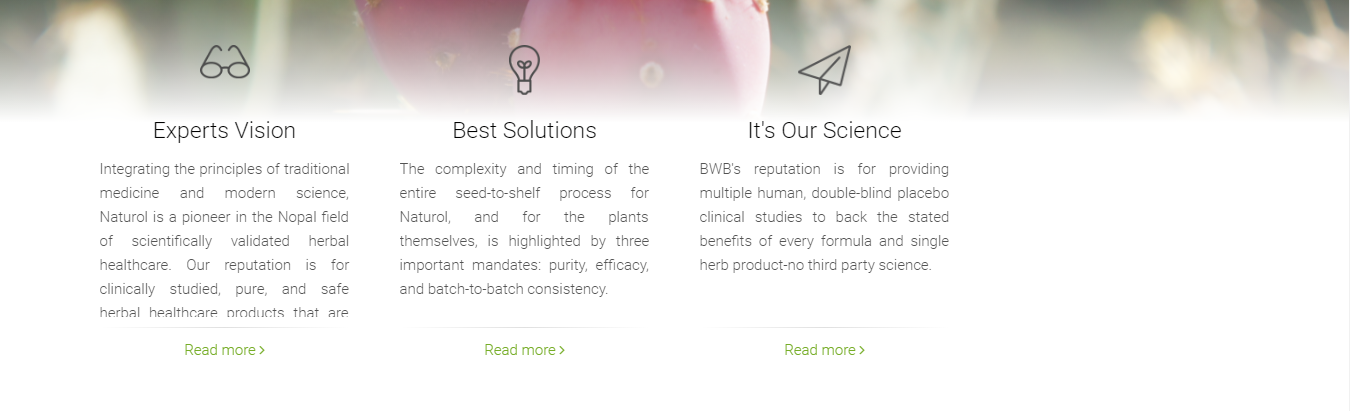 Experts Vision
Integrating the principles of traditional
medicine and modern science,
Naturol is a pioneer in the Nopal field
of scientifically validated herbal
healthcare. Our reputation is for
clinically studied, pure, and safe
herbal healthcare products that are
Read more
Best Solutions
The complexity and timing of the
entire seed-to-shelf process for
Naturol, and for the plants
themselves, is highlighted by three
important mandates: purity, efficacy,
and batch-to-batch consistency.
Read more
It's Our Science
BWB's reputation is for providing
multiple human, double-blind placebo
clinical studies to back the stated
benefits of every formula and single
herb product-no third party science.
Read more